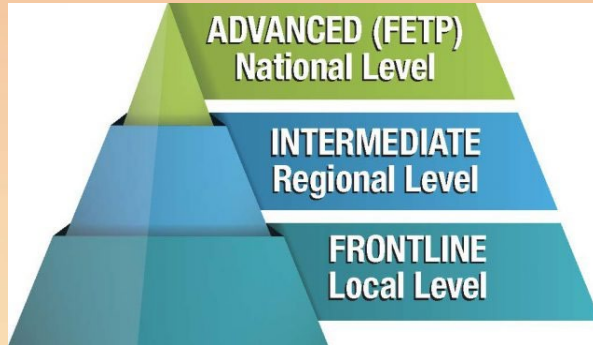 ADVANCED (FETP)
National Level
INTERMEDIATE
Regional Level
FRONTLINE
Local Level